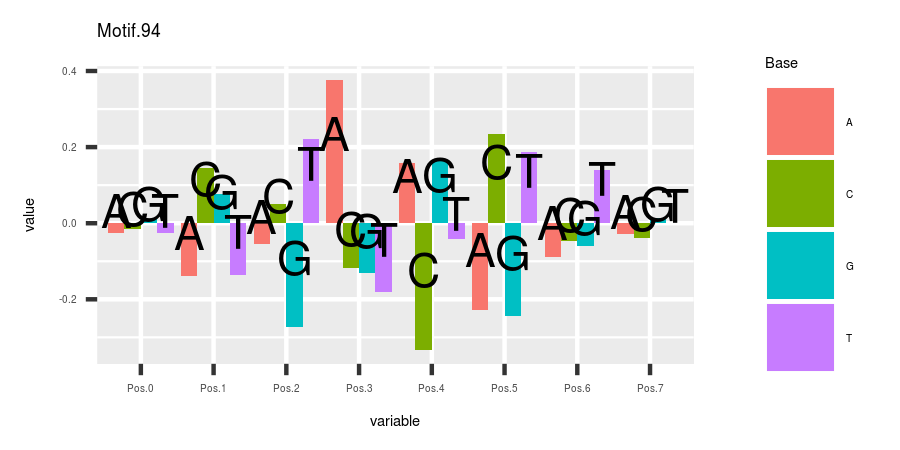 Motif.94
Base
0.4
0.2
0.0
-0.2
value
A C G T A C G T A C G T A C G T A C G T A C G T A C G T A C G T
A
C
G
T
Pos.0 Pos.1 Pos.2 Pos.3 Pos.4 Pos.5 Pos.6 Pos.7
variable